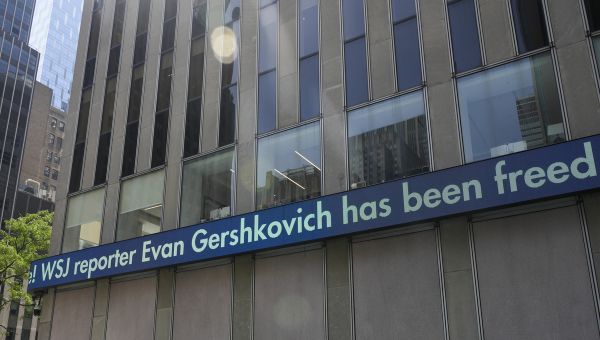 e! WSJ reporter Evan Gershkovich has been freed